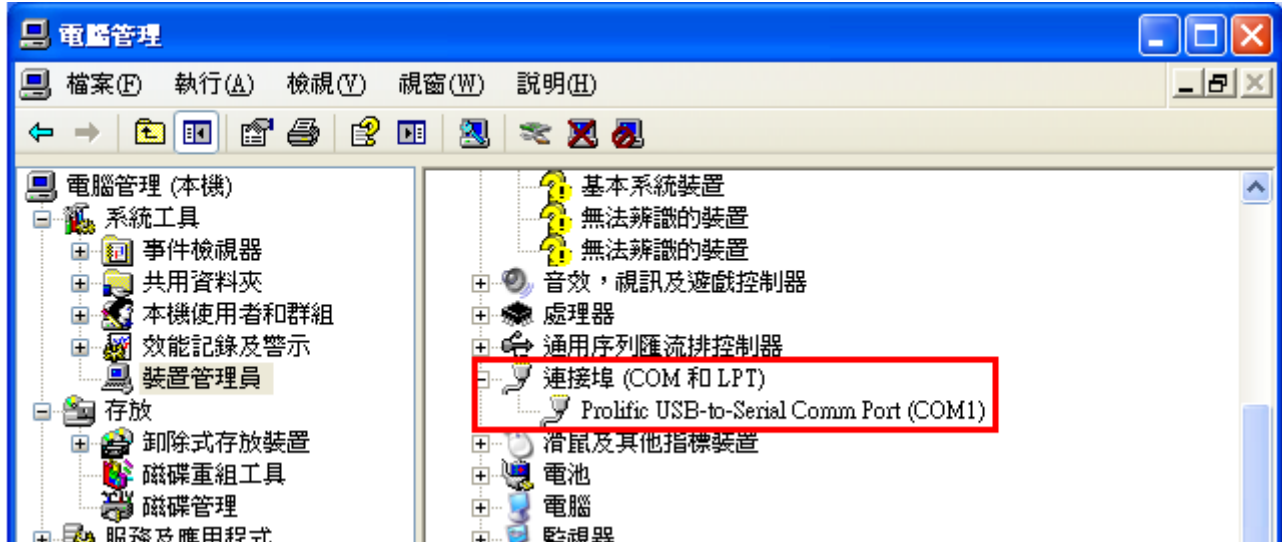 電腦管理
檔案(F) 執行(A) 檢視(V) 視窗(W) 說明(H)
電腦管理 (本機)
系統工具
事件檢視器
共用資料夾
本機使用者和群組
效能記錄及警示
裝置管理員
存放
卸除式存放裝置
磁碟重組工具
磁碟管理
服務及應用程式
基本系統裝置
無法辨識的裝置
無法辨識的裝置
音效，視訊及遊戲控制器
處理器
通用序列匯流排控制器
連接埠 (COM 和 LPT)
Prolific USB-to-Serial Comm Port (COM1)
滑鼠及其他指標裝置
電池
電腦
監視器